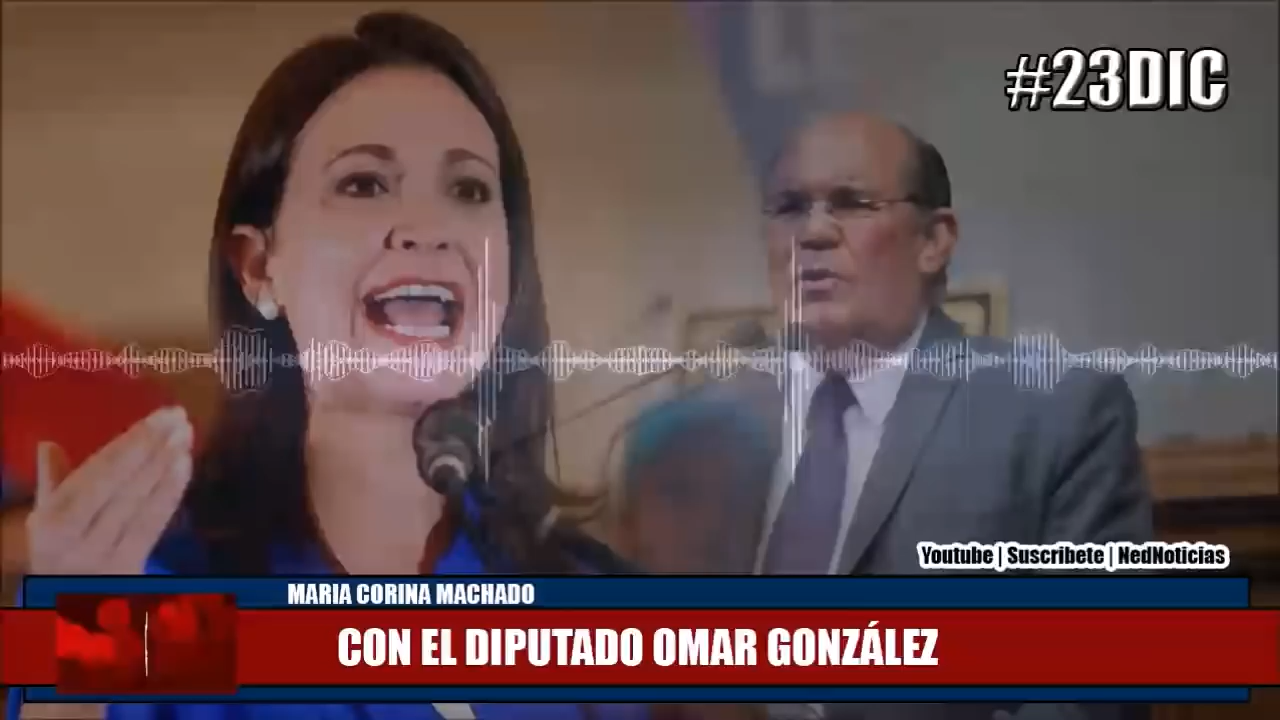 #23DIC
Youtube | Suscribete | NedNoticias
MARIA CORINA MACHADO
CON EL DIPUTADO OMAR GONZÁLEZ